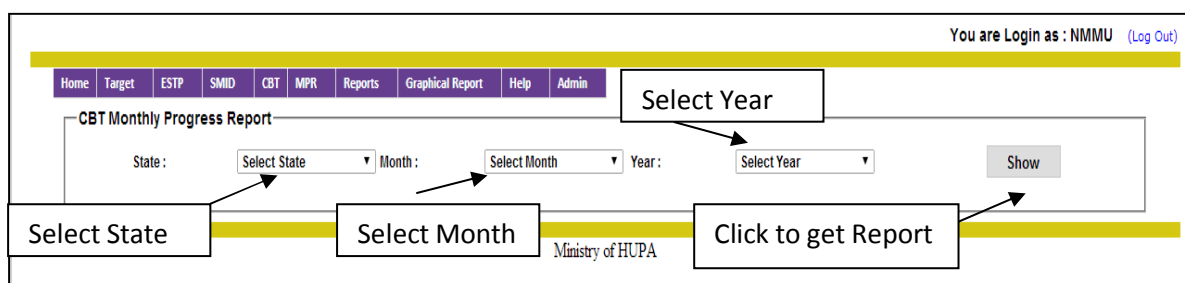 You are Login as : NMMU (Log Out)
Home Target ESTP SMID CBT MPR Reports Graphical Report Help Admin
Select Year
CBT Monthly Progress Report
State : Select State Month : Select Month Year : Select Year Show
Select State Select Month Click to get Report
Ministry of HUPA